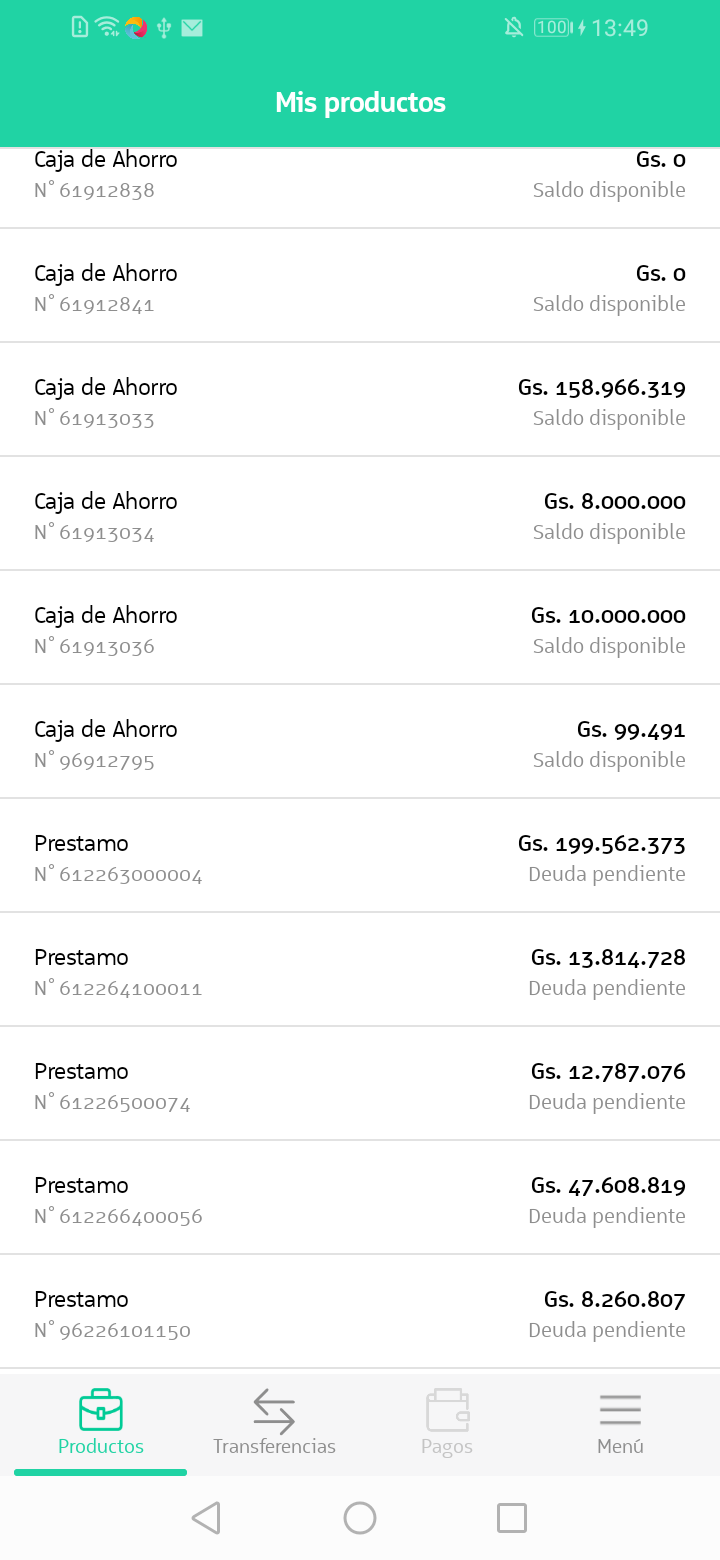 100 13:49
Mis productos
Caja de Ahorro Gs. 0
N° 61912838 Saldo disponible
Caja de Ahorro Gs. 0
N° 61912841 Saldo disponible
Caja de Ahorro Gs. 158.966.319
N° 61913033 Saldo disponible
Caja de Ahorro Gs. 8.000.000
N° 61913034 Saldo disponible
Caja de Ahorro Gs. 10.000.000
N° 61913036 Saldo disponible
Caja de Ahorro Gs. 99.491
N° 96912795 Saldo disponible
Prestamo Gs. 199.562.373
N° 612263000004 Deuda pendiente
Prestamo Gs. 13.814.728
N° 612264100011 Deuda pendiente
Prestamo Gs. 12.787.076
N° 61226500074 Deuda pendiente
Prestamo Gs. 47.608.819
N° 612266400056 Deuda pendiente
Prestamo Gs. 8.260.807
N° 96226101150 Deuda pendiente
Productos Transferencias Pagos Menú